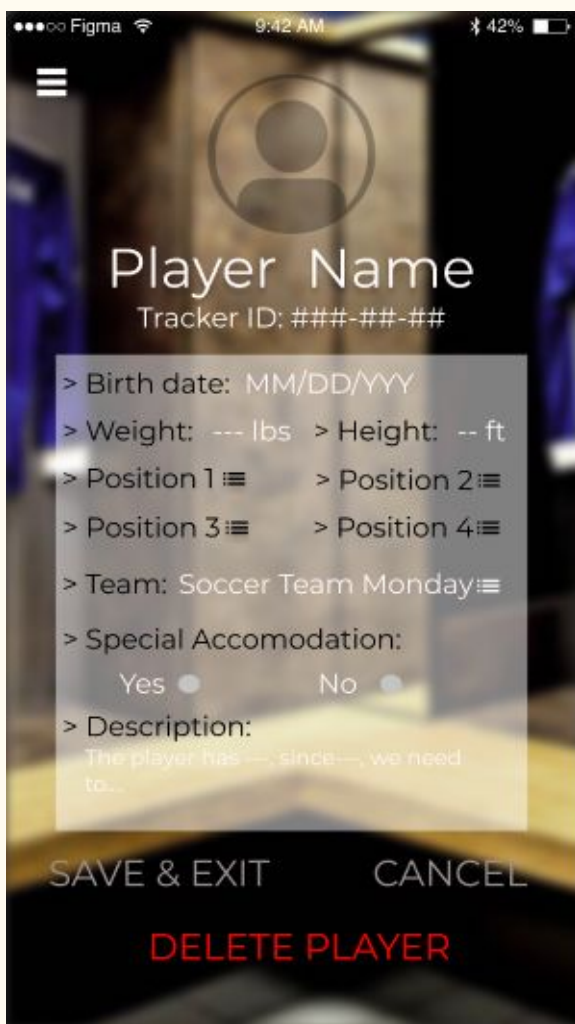 Figma 9:42 AM 42%
Player Name
Tracker ID: ###-##-##
> Birth date: MM/DD/YYY
> Weight: --- lbs > Height: -- ft
> Position 1 > Position 2
> Position 3 > Position 4
> Team: Soccer Team Monday
> Special Accomodation:
Yes No
> Description:
The player has ---, since---, we need
to...
SAVE & EXIT CANCEL
DELETE PLAYER